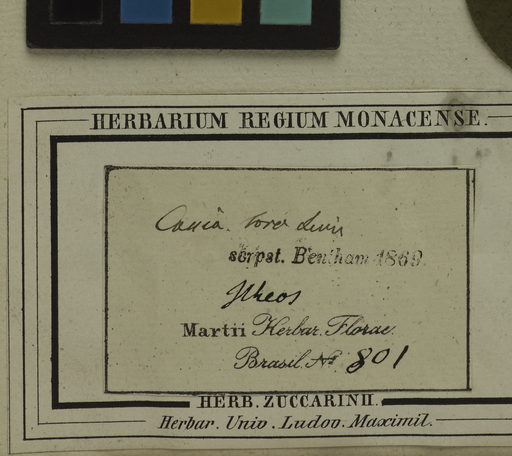 HERBARIUM REGIUM MONACENSE.
Cassia.
scrpst. Bentham 1869
Ilheos
Martii Herbar. Florae
Brasil. No 801
HERB. ZUCCARINII.
Herbar. Univ. Ludov. Maximil.